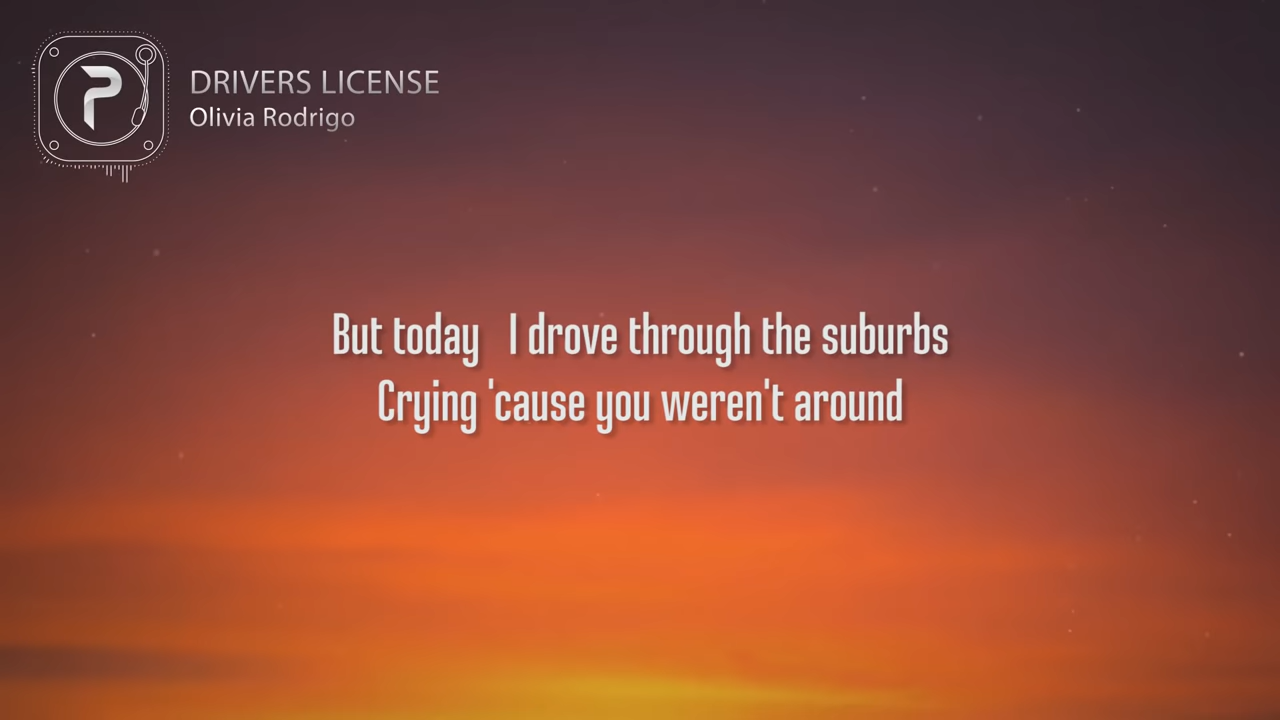 DRIVERS LICENSE
Olivia Rodrigo
But today I drove through the suburbs
Crying 'cause you weren't around